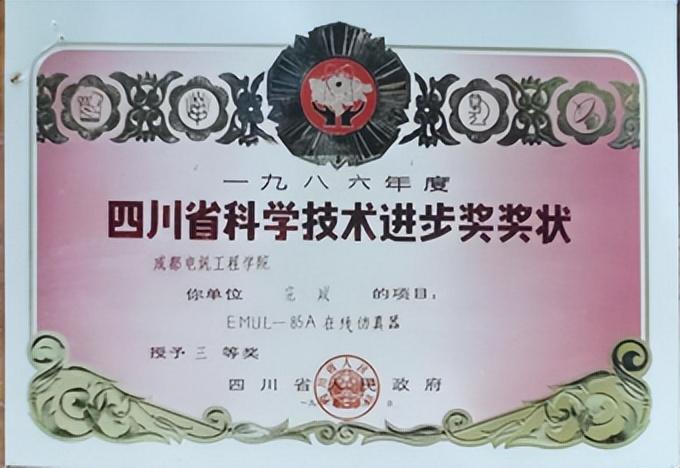 一九八六年度
四川省科学技术进步奖奖状
成都电讯工程学院
你单位 完成 的项目:
EMUL-85A 在线仿真器
授予 三 等奖
四川省人民政府